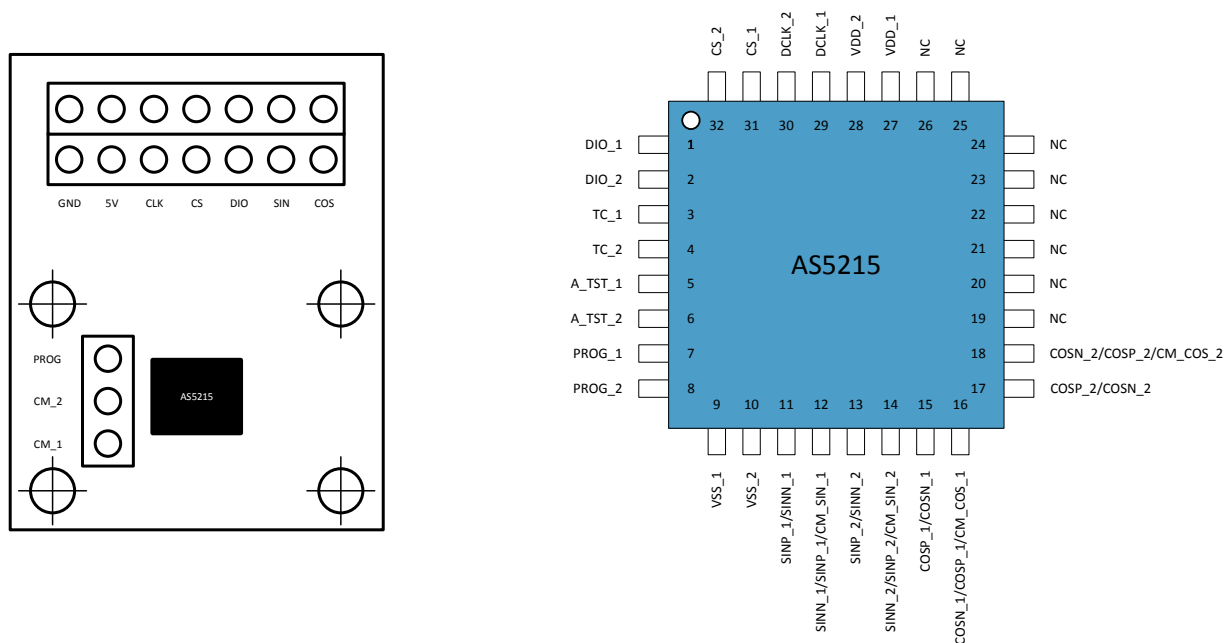 GND 5V CLK CS DIO SIN COS
PROG
CM_2
CM_1
AS5215
CS_2
CS_1
DCLK_2
DCLK_1
VDD_2
VDD_1
NC
NC
32 31 30 29 28 27 26 25
DIO_1 1
DIO_2 2
TC_1 3
TC_2 4
A_TST_1 5
A_TST_2 6
PROG_1 7
PROG_2 8
AS5215
24 NC
23 NC
22 NC
21 NC
20 NC
19 NC
18 COSN_2/COSP_2/CM_COS_2
17 COSP_2/COSN_2
9 10 11 12 13 14 15 16
VSS_1
VSS_2
SINP_1/SINN_1
SINN_1/SINP_1/CM_SIN_1
SINP_2/SINN_2
SINN_2/SINP_2/CM_SIN_2
COSP_1/COSN_1
COSN_1/COSP_1/CM_COS_1